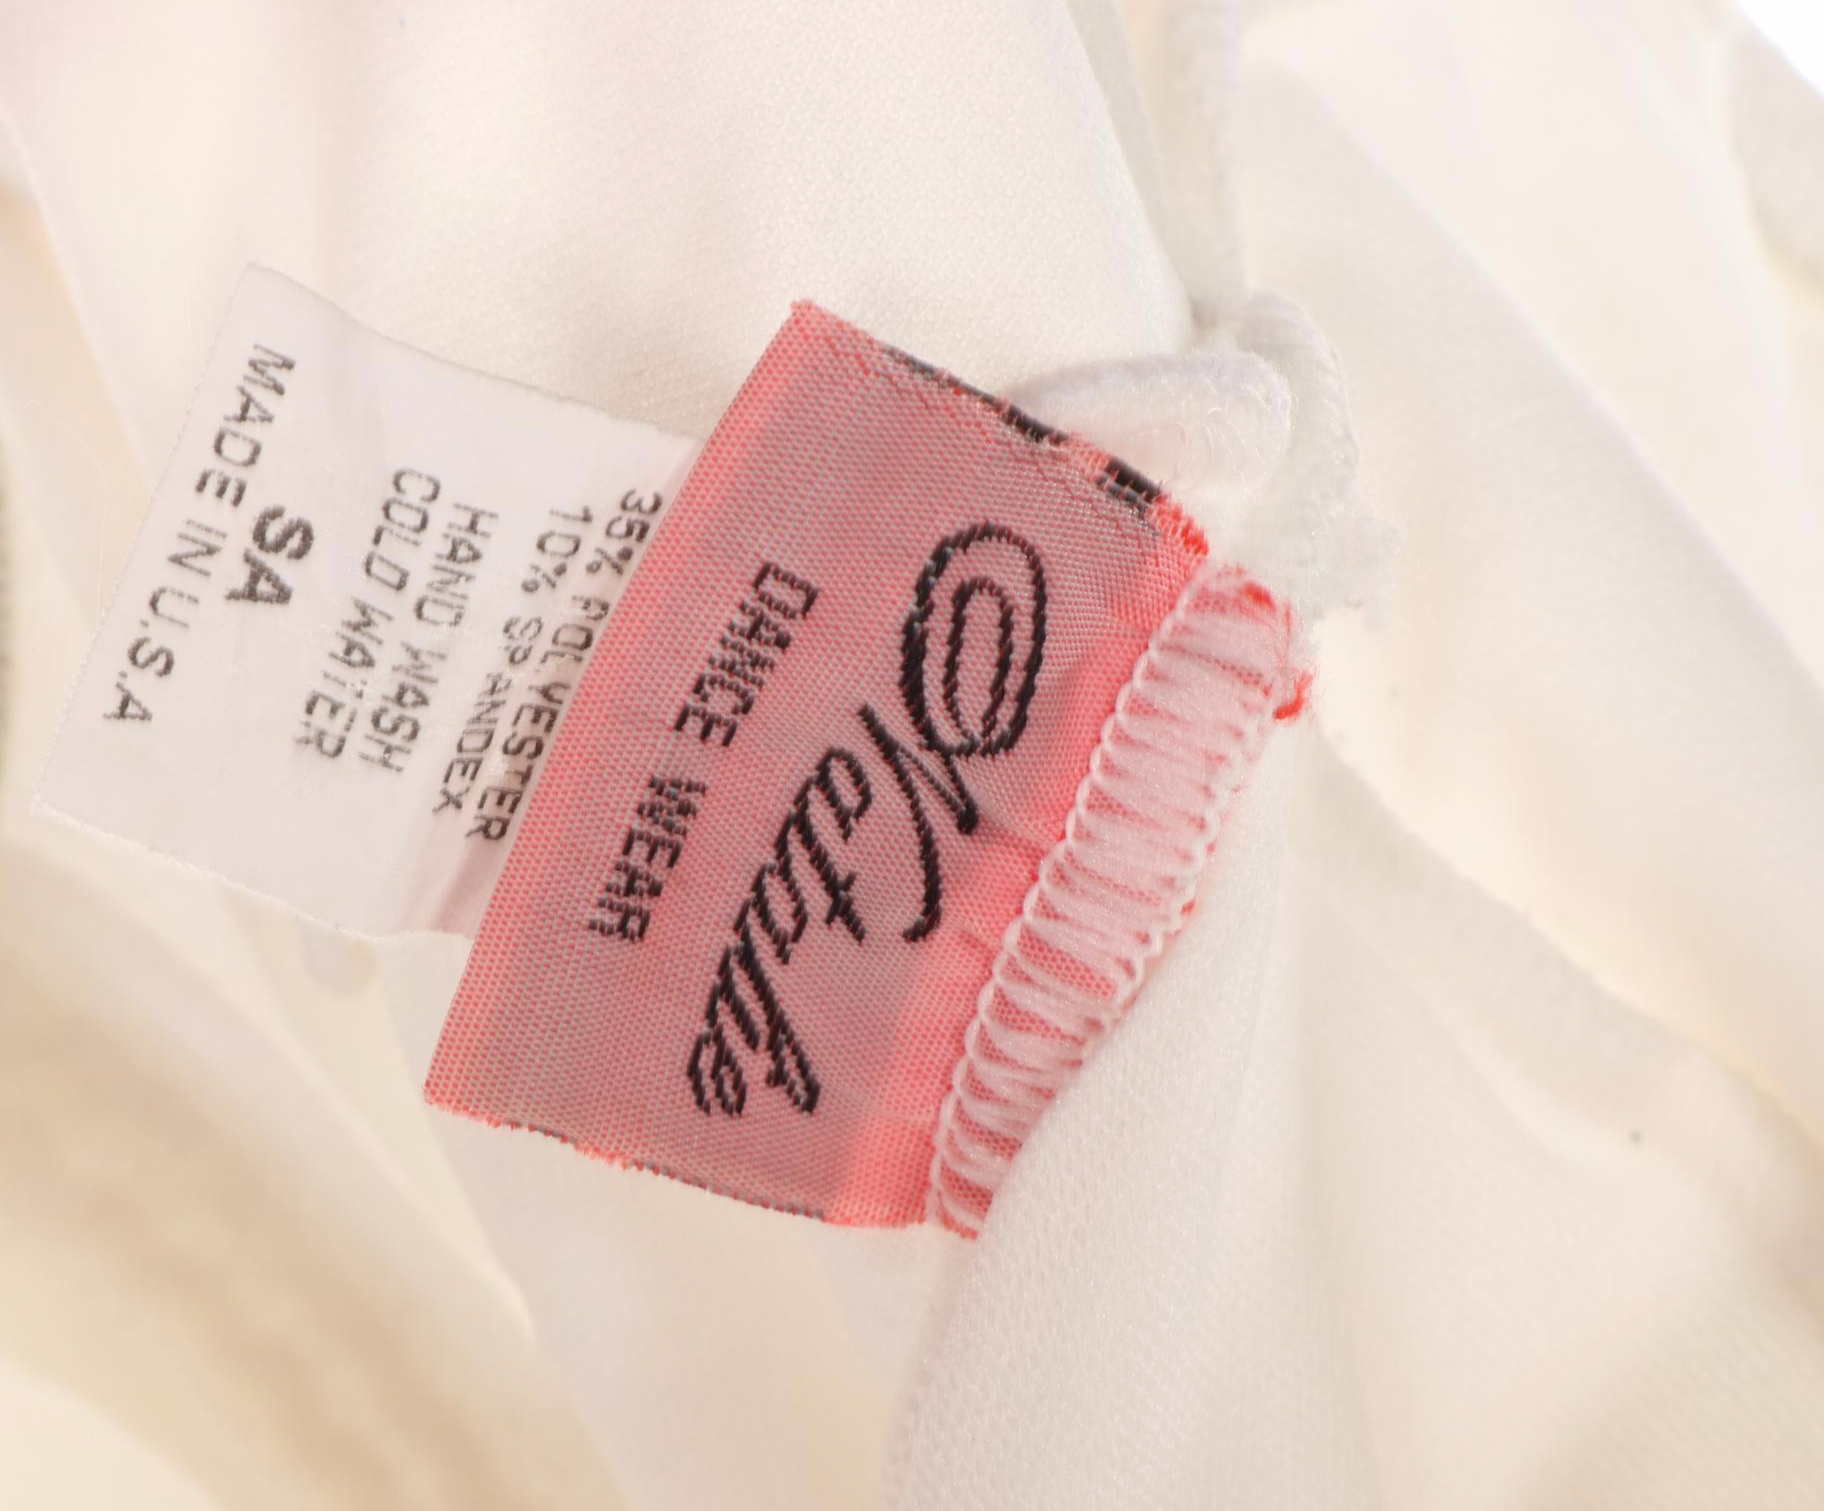 Natalie
DANCE WEAR
35% POLYESTER
10% SPANDEX
HAND WASH
COLD WATER
SA
MADE IN U.S.A